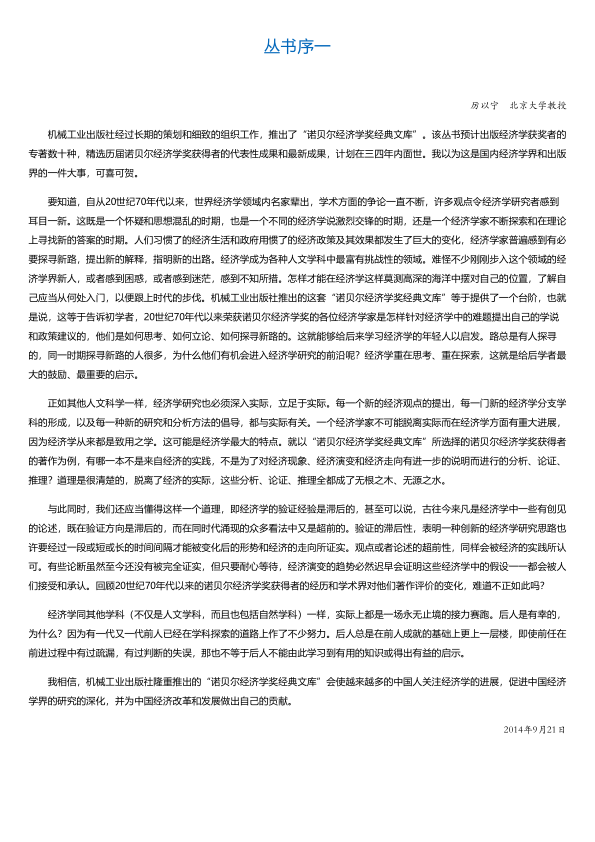 丛书序一
厉以宁　北京大学教授
机械工业出版社经过长期的策划和细致的组织工作，推出了“诺贝尔经济学奖经典文库”。该丛书预计出版经济学获奖者的
专著数十种，精选历届诺贝尔经济学奖获得者的代表性成果和最新成果，计划在三四年内面世。我以为这是国内经济学界和出版
界的一件大事，可喜可贺。
要知道，自从20世纪70年代以来，世界经济学领域内名家辈出，学术方面的争论一直不断，许多观点令经济学研究者感到
耳目一新。这既是一个怀疑和思想混乱的时期，也是一个不同的经济学说激烈交锋的时期，还是一个经济学家不断探索和在理论
上寻找新的答案的时期。人们习惯了的经济生活和政府用惯了的经济政策及其效果都发生了巨大的变化，经济学家普遍感到有必
要探寻新路，提出新的解释，指明新的出路。经济学成为各种人文学科中最富有挑战性的领域。难怪不少刚刚步入这个领域的经
济学界新人，或者感到困惑，或者感到迷茫，感到不知所措。怎样才能在经济学这样莫测高深的海洋中摆对自己的位置，了解自
己应当从何处入门，以便跟上时代的步伐。机械工业出版社推出的这套“诺贝尔经济学奖经典文库”等于提供了一个台阶，也就
是说，这等于告诉初学者，20世纪70年代以来荣获诺贝尔经济学奖的各位经济学家是怎样针对经济学中的难题提出自己的学说
和政策建议的，他们是如何思考、如何立论、如何探寻新路的。这就能够给后来学习经济学的年轻人以启发。路总是有人探寻
的，同一时期探寻新路的人很多，为什么他们有机会进入经济学研究的前沿呢？经济学重在思考、重在探索，这就是给后学者最
大的鼓励、最重要的启示。
正如其他人文科学一样，经济学研究也必须深入实际，立足于实际。每一个新的经济观点的提出，每一门新的经济学分支学
科的形成，以及每一种新的研究和分析方法的倡导，都与实际有关。一个经济学家不可能脱离实际而在经济学方面有重大进展，
因为经济学从来都是致用之学。这可能是经济学最大的特点。就以“诺贝尔经济学奖经典文库”所选择的诺贝尔经济学奖获得者
的著作为例，有哪一本不是来自经济的实践，不是为了对经济现象、经济演变和经济走向有进一步的说明而进行的分析、论证、
推理？道理是很清楚的，脱离了经济的实际，这些分析、论证、推理全都成了无根之木、无源之水。
与此同时，我们还应当懂得这样一个道理，即经济学的验证经验是滞后的，甚至可以说，古往今来凡是经济学中一些有创见
的论述，既在验证方向是滞后的，而在同时代涌现的众多看法中又是超前的。验证的滞后性，表明一种创新的经济学研究思路也
许要经过一段或短或长的时间间隔才能被变化后的形势和经济的走向所证实。观点或者论述的超前性，同样会被经济的实践所认
可。有些论断虽然至今还没有被完全证实，但只要耐心等待，经济演变的趋势必然迟早会证明这些经济学中的假设一一都会被人
们接受和承认。回顾20世纪70年代以来的诺贝尔经济学奖获得者的经历和学术界对他们著作评价的变化，难道不正如此吗？
经济学同其他学科（不仅是人文学科，而且也包括自然学科）一样，实际上都是一场永无止境的接力赛跑。后人是有幸的，
为什么？因为有一代又一代前人已经在学科探索的道路上作了不少努力。后人总是在前人成就的基础上更上一层楼，即使前任在
前进过程中有过疏漏，有过判断的失误，那也不等于后人不能由此学习到有用的知识或得出有益的启示。
我相信，机械工业出版社隆重推出的“诺贝尔经济学奖经典文库”会使越来越多的中国人关注经济学的进展，促进中国经济
学界的研究的深化，并为中国经济改革和发展做出自己的贡献。
2014年9月21日